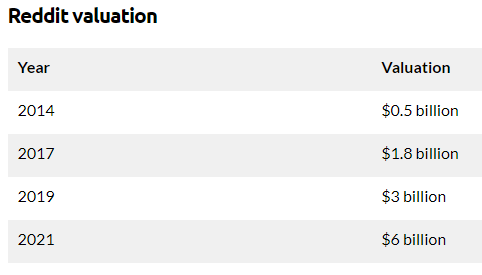 Reddit valuation
Year Valuation
2014 $0.5 billion
2017 $1.8 billion
2019 $3 billion
2021 $6 billion